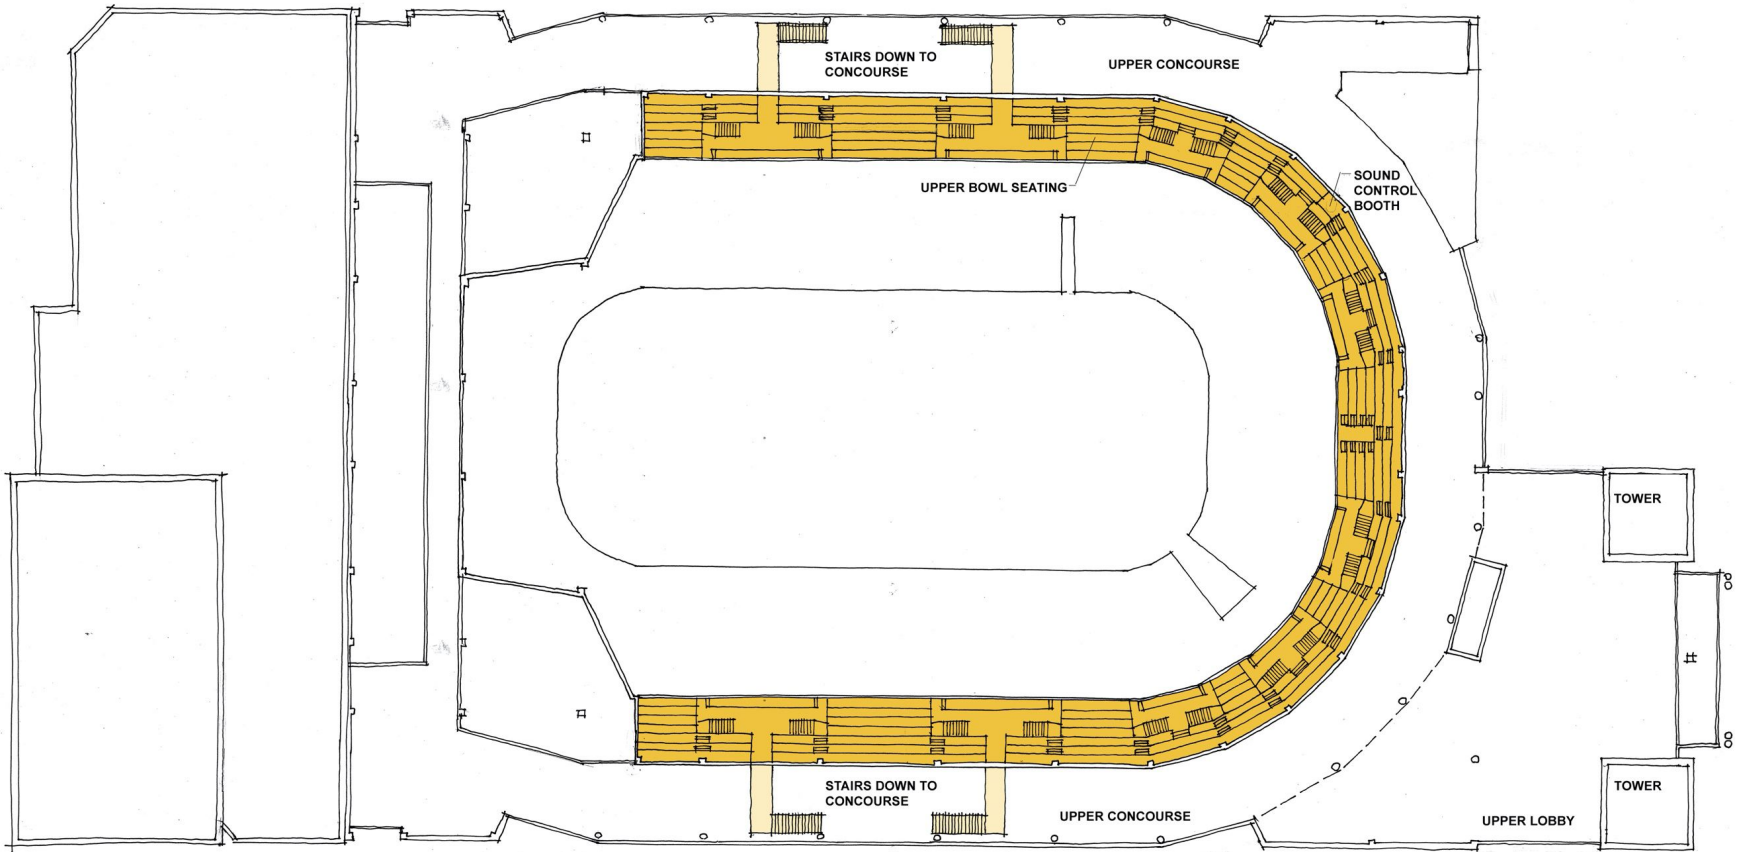 STAIRS DOWN TO
CONCOURSE
UPPER CONCOURSE
UPPER BOWL SEATING
SOUND
CONTROL
BOOTH
TOWER
STAIRS DOWN TO
CONCOURSE
UPPER CONCOURSE
TOWER
UPPER LOBBY